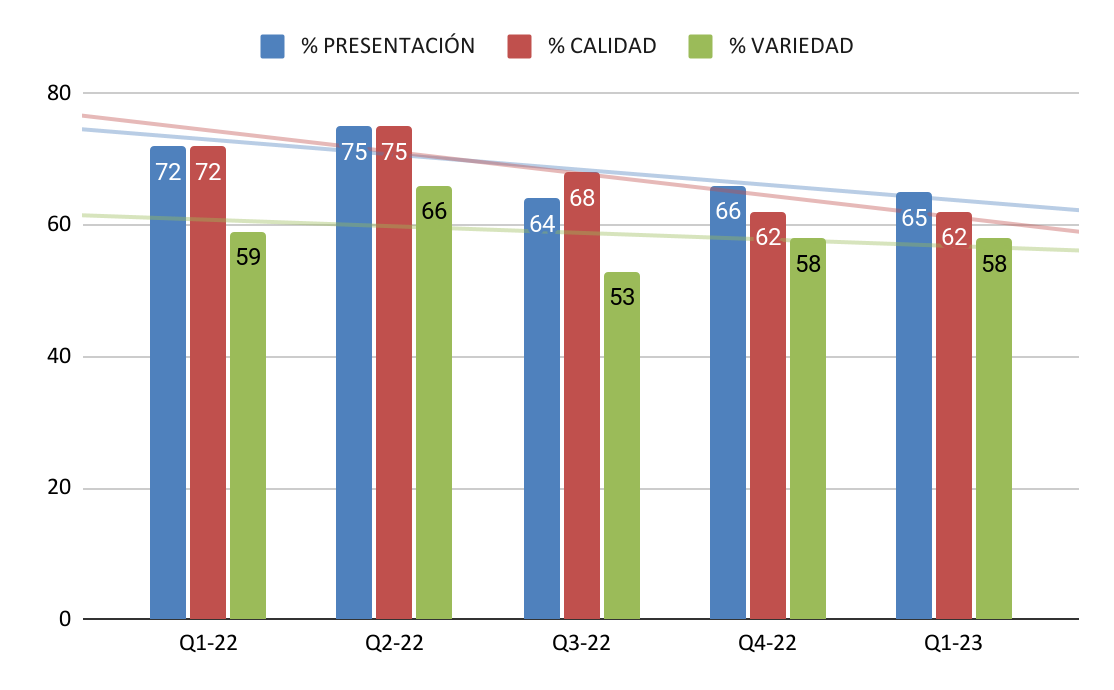 % PRESENTACIÓN % CALIDAD % VARIEDAD
80
60
40
20
0
72 72 59
75 75 66
64 68 53
66 62 58
65 62 58
Q1-22 Q2-22 Q3-22 Q4-22 Q1-23